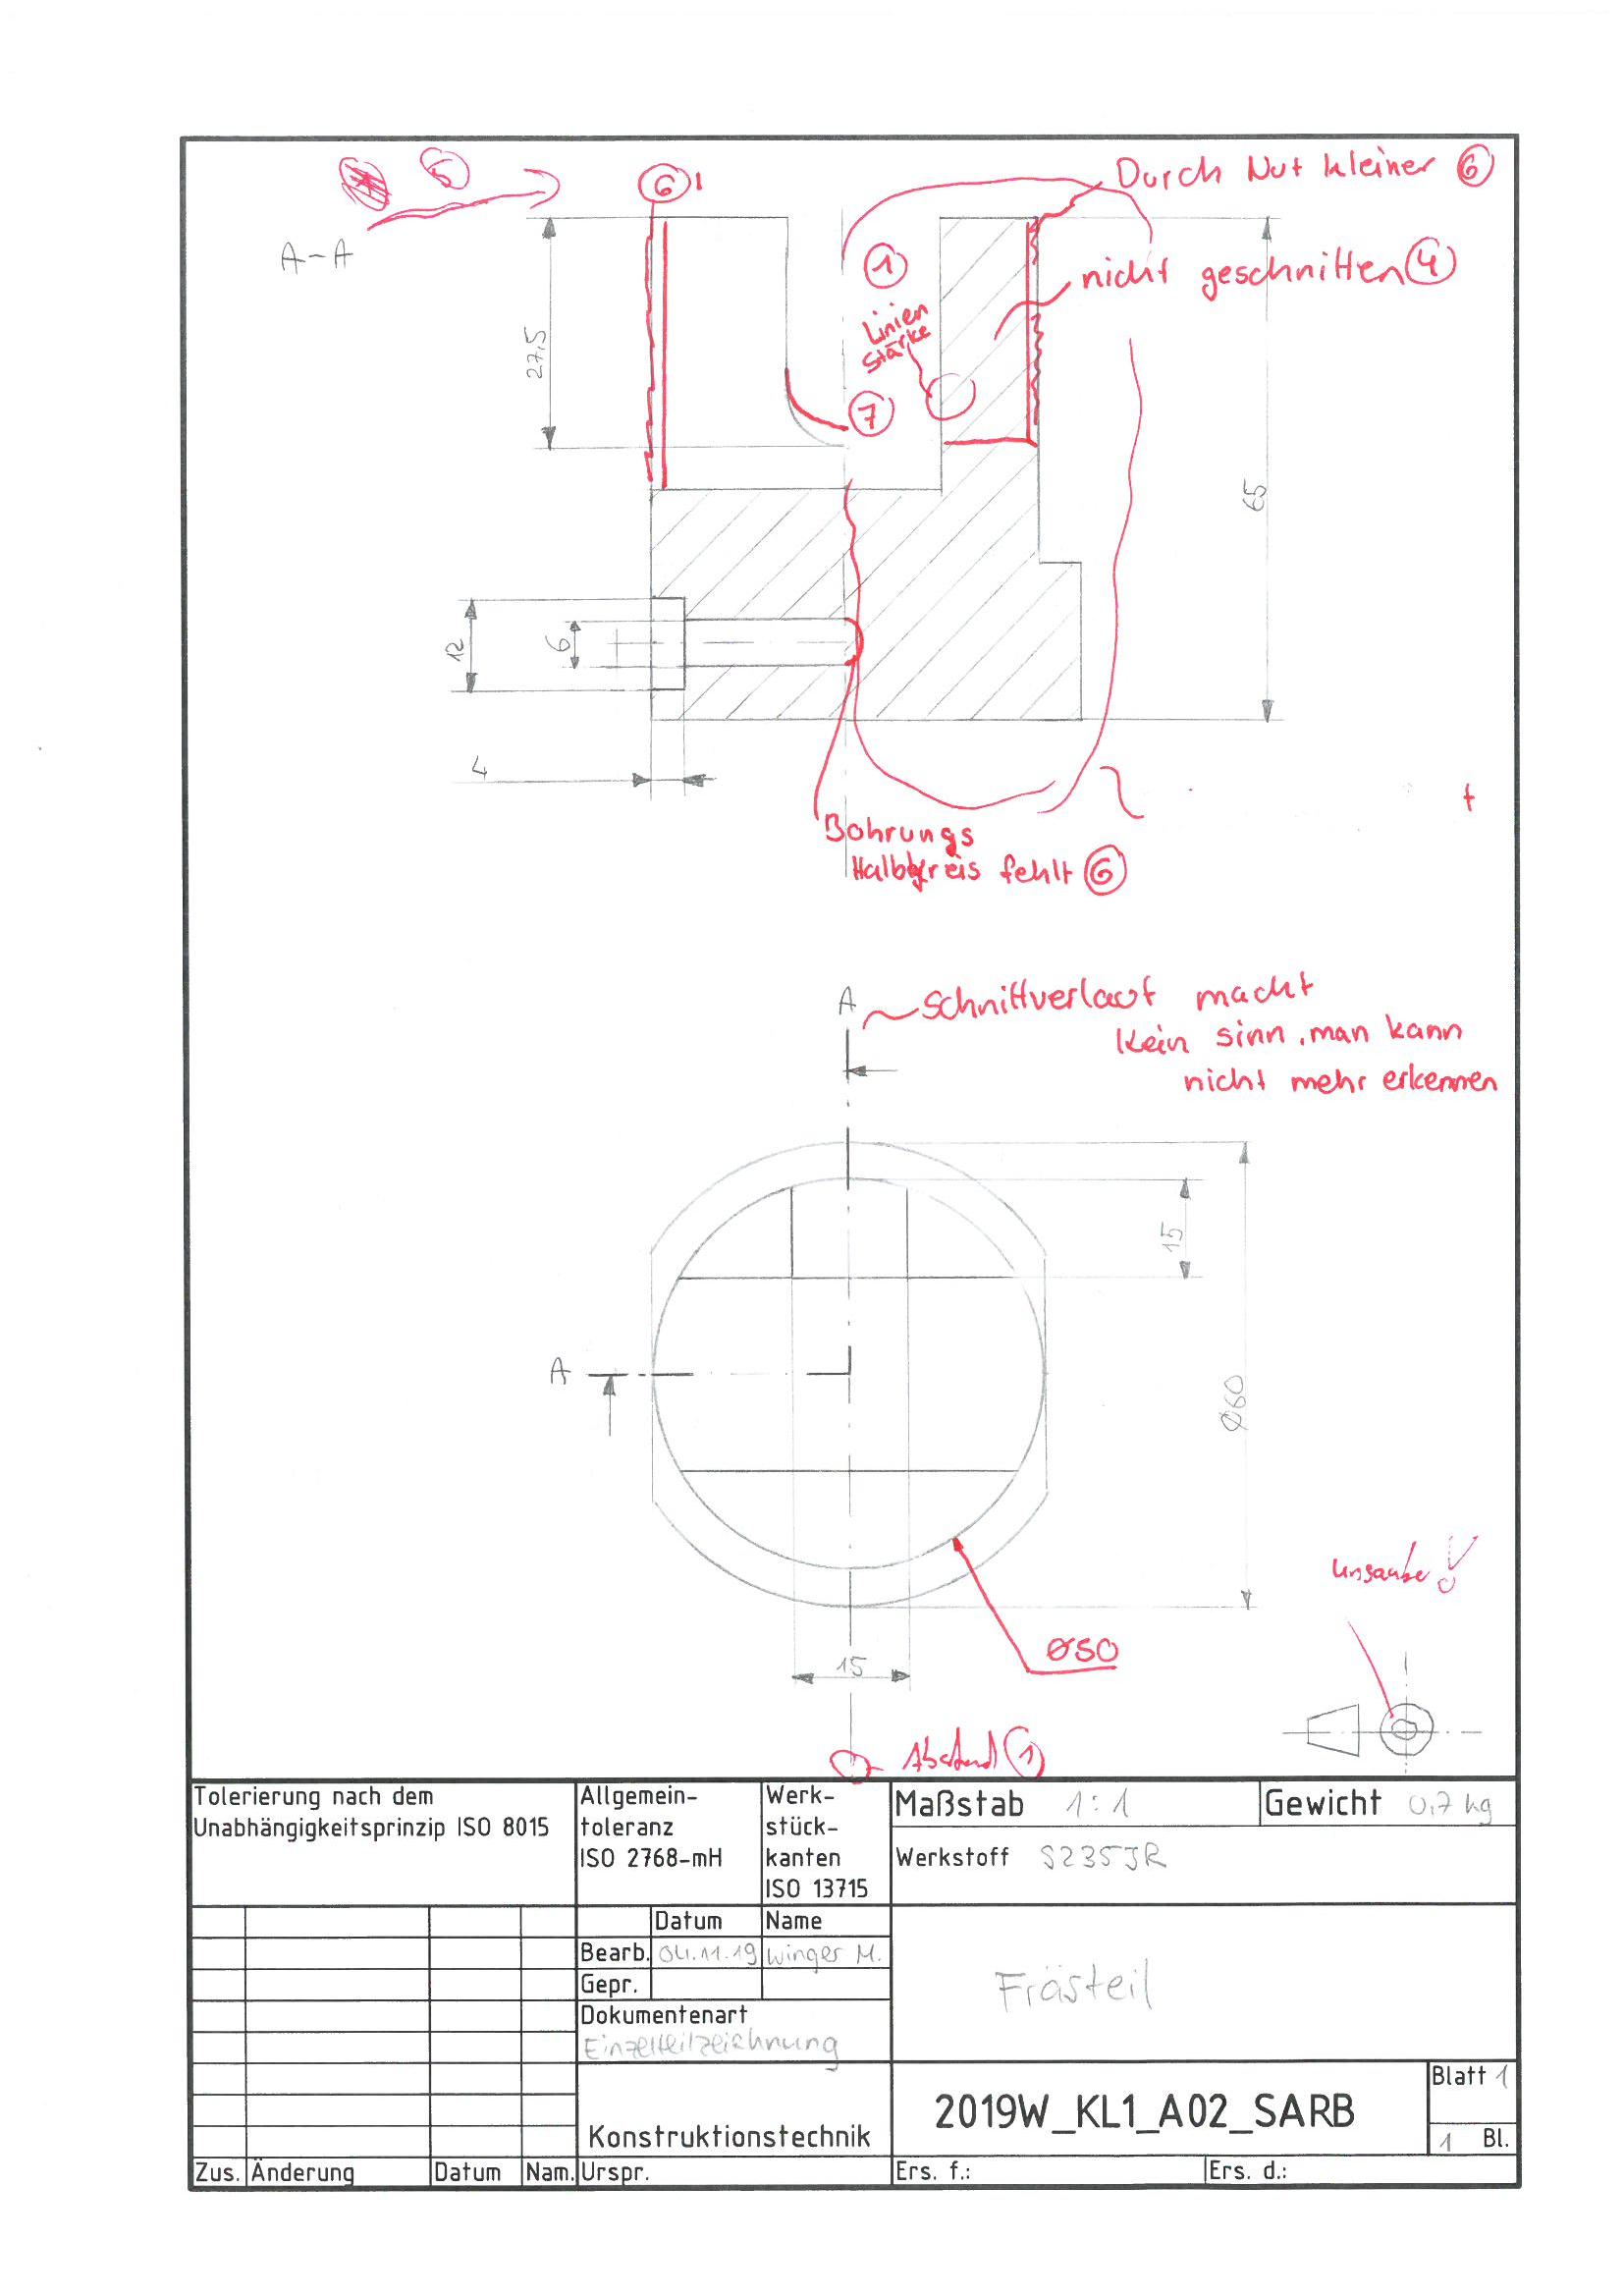 5
6 1
Durch Nut kleiner 6
A-A
1
nicht geschnitten 4
Linien
stärke
27,5
7
65
12
6
4
Bohrungs
Halbkreis fehlt 6
A
Schnittverlauf macht
kein sinn, man kann
nicht mehr erkennen
15
A
Ø60
unsauber!
Ø50
15
Abstand 1
Tolerierung nach dem
Unabhängigkeitsprinzip ISO 8015
Allgemein-
toleranz
ISO 2768-mH
Werk-
stück-
kanten
ISO 13715
Maßstab 1:1
Gewicht 0,7 kg
Werkstoff S235JR
Datum Name
Bearb. 04.11.19 Winger M.
Gepr.
Dokumentenart
Einzelteilzeichnung
Frästeil
Konstruktionstechnik
2019W_KL1_A02_SARB
Blatt 1
1 Bl.
Zus. Änderung Datum Nam. Urspr.
Ers. f.: Ers. d.: